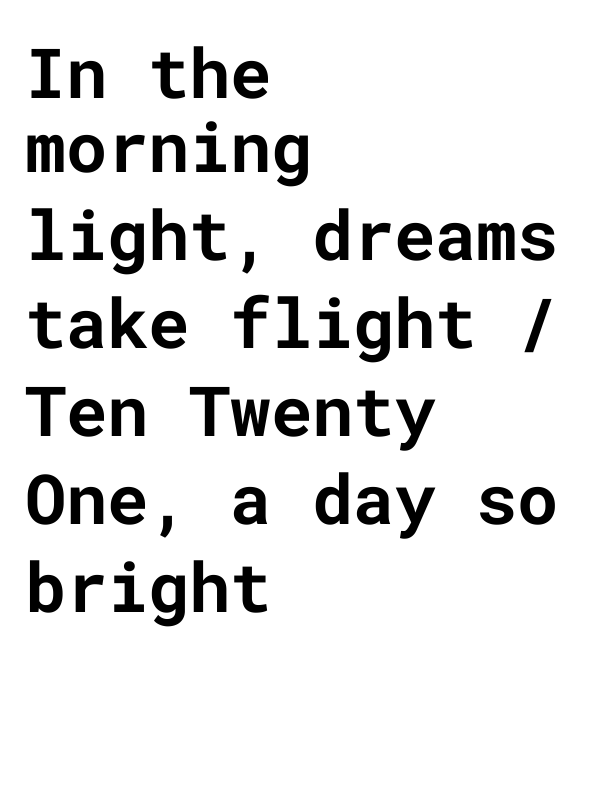 In the
morning
light, dreams
take flight /
Ten Twenty
One, a day so
bright